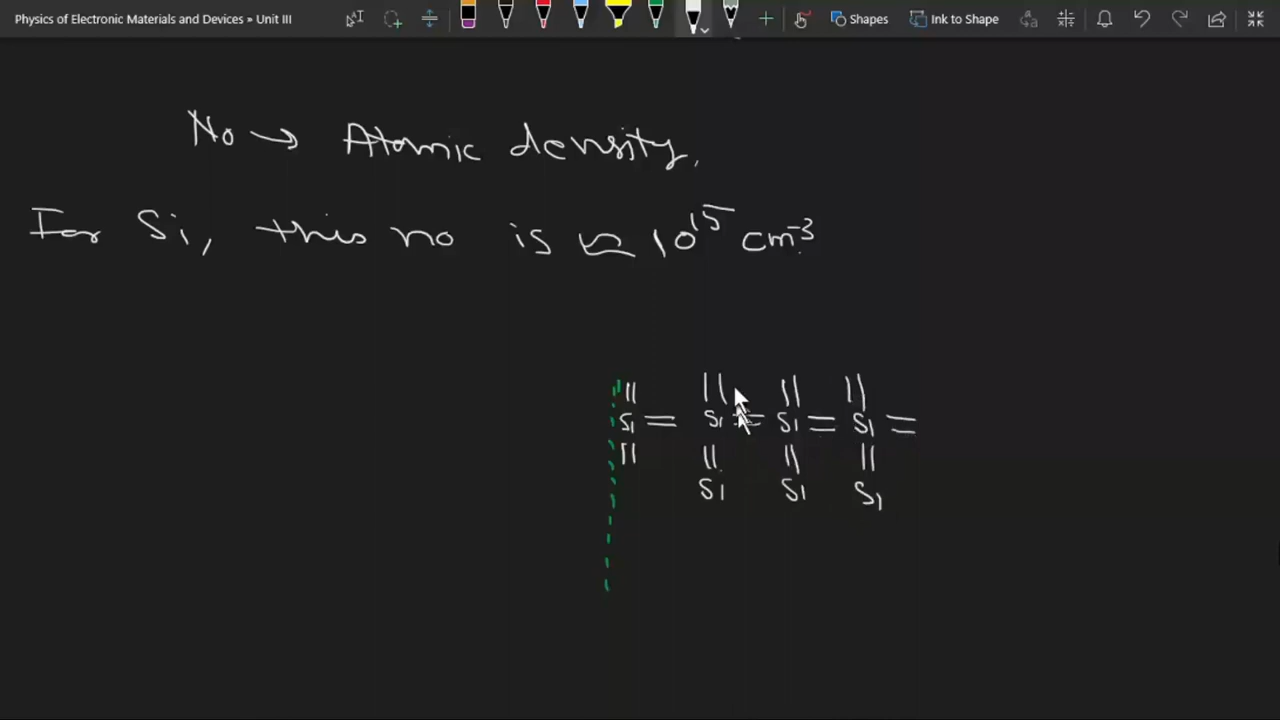 Physics of Electronic Materials and Devices » Unit III
Shapes
Ink to Shape
No → Atomic density.
For Si, this no is ≃ 10¹⁵ cm⁻³.
|| || || ||
Si = Si = Si = Si =
|| || || ||
Si Si Si